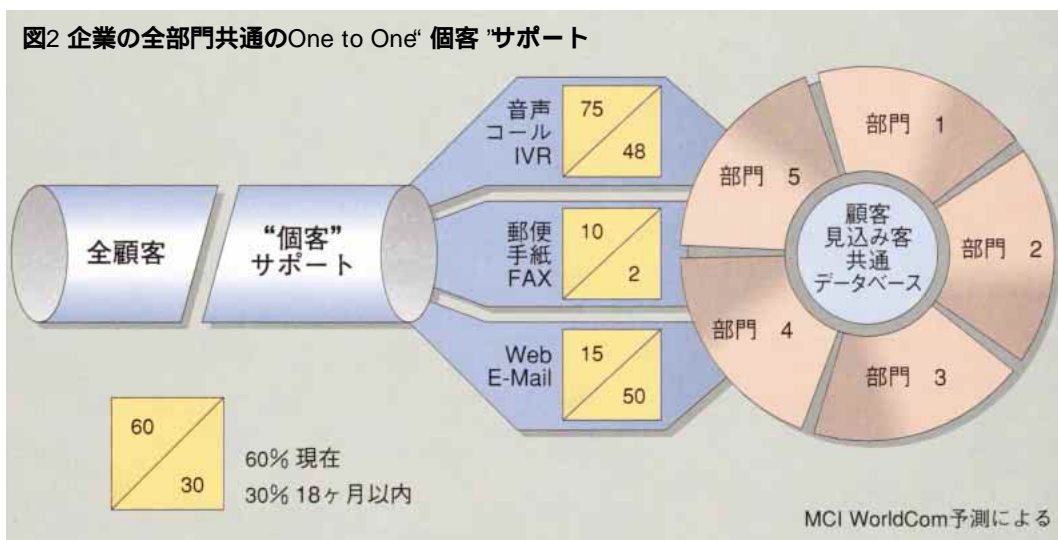 図2 企業の全部門共通のOne to One“個客”サポート
全顧客
“個客”
サポート
音声
コール
IVR
75
48
郵便
手紙
FAX
10
2
Web
E-Mail
15
50
部門 1
部門 2
部門 3
部門 4
部門 5
顧客
見込み客
共通
データベース
60
30
60% 現在
30% 18ヶ月以内
MCI WorldCom予測による